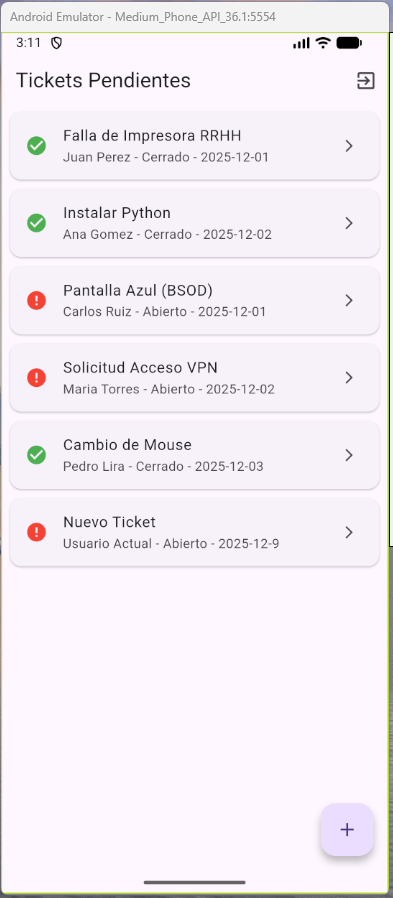 Android Emulator - Medium_Phone_API_36.1:5554
3:11
Tickets Pendientes
Falla de Impresora RRHH
Juan Perez - Cerrado - 2025-12-01
Instalar Python
Ana Gomez - Cerrado - 2025-12-02
Pantalla Azul (BSOD)
Carlos Ruiz - Abierto - 2025-12-01
Solicitud Acceso VPN
Maria Torres - Abierto - 2025-12-02
Cambio de Mouse
Pedro Lira - Cerrado - 2025-12-03
Nuevo Ticket
Usuario Actual - Abierto - 2025-12-9